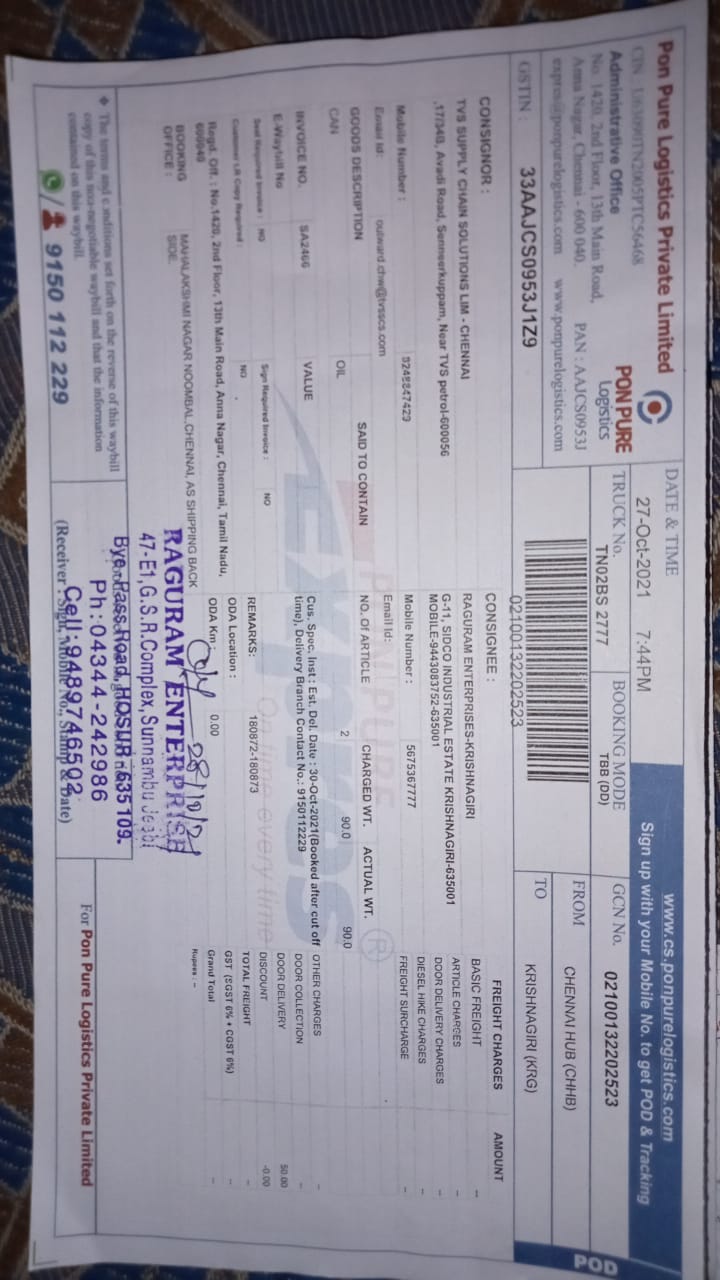 Pon Pure Logistics Private Limited
CIN : U63090TN2005PTC56468
Administrative Office
No. 1420, 2nd Floor, 13th Main Road,
Anna Nagar, Chennai - 600 040.
PAN : AAJCS0953J
www.ponpurelogistics.com
PON PURE
Logistics
GSTIN : 33AAJCS0953J1Z9
DATE & TIME
27-Oct-2021 7:44PM
TRUCK No.
TN02BS 2777
BOOKING MODE
TBB (DD)
www.cs.ponpurelogistics.com
Sign up with your Mobile No. to get POD & Tracking
GCN No. 02100132202523
FROM CHENNAI HUB (CHHB)
TO KRISHNAGIRI (KRG)
POD
02100132202523
CONSIGNOR :
TVS SUPPLY CHAIN SOLUTIONS LIM - CHENNAI
,17/340, Avadi Road, Senneerkuppam, Near TVS petrol-600056
Mobile Number :
Email Id: outward.chw@tvsscs.com
CONSIGNEE :
RAGURAM ENTERPRISES-KRISHNAGIRI
G-11, SIDCO INDUSTRIAL ESTATE KRISHNAGIRI-635001
MOBILE-9443083752-635001
Mobile Number : 5675367777
Email Id:
GOODS DESCRIPTION SAID TO CONTAIN NO. Of ARTICLE CHARGED WT. ACTUAL WT.
CAN OIL 2 90.0 90.0
INVOICE NO. SA2466 VALUE
E-Waybill No
Seal Required Invoice : NO Sign Required Invoice : NO
Customer LR Copy Required : NO
Cus. Spec. Inst : Est. Del. Date : 30-Oct-2021(Booked after cut off
time), Delivery Branch Contact No.: 9150112229
REMARKS: 180872-180873
ODA Location :
ODA Km : 0.00
Regd. Off. : No.1420, 2nd Floor, 13th Main Road, Anna Nagar, Chennai, Tamil Nadu,
600040
BOOKING OFFICE : MAHALAKSHMI NAGAR NOOMBAL,CHENNAI, AS SHIPPING BACK
SIDE.
FREIGHT CHARGES AMOUNT
BASIC FREIGHT --
ARTICLE CHARGES --
DOOR DELIVERY CHARGES --
DIESEL HIKE CHARGES --
FREIGHT SURCHARGE --
OTHER CHARGES --
DOOR COLLECTION --
DOOR DELIVERY 50.00
DISCOUNT -0.00
TOTAL FREIGHT --
GST (SGST 6% + CGST 6%) --
Grand Total --
Rupees : --
On time every time
28/10/21
RAGURAM ENTERPRISE
47-E1, G.S.R.Complex, Sunnambu Jeebi
Bye Pass Road, HOSUR - 635 109.
Ph : 04344-242986
Cell : 9489746502
❖ The terms and conditions set forth on the reverse of this waybill
copy of this non-negotiable waybill and that the information
contained on this waybill.
9150 112 229
(Receiver : Sign, Mobile No., Stamp & Date)
For Pon Pure Logistics Private Limited